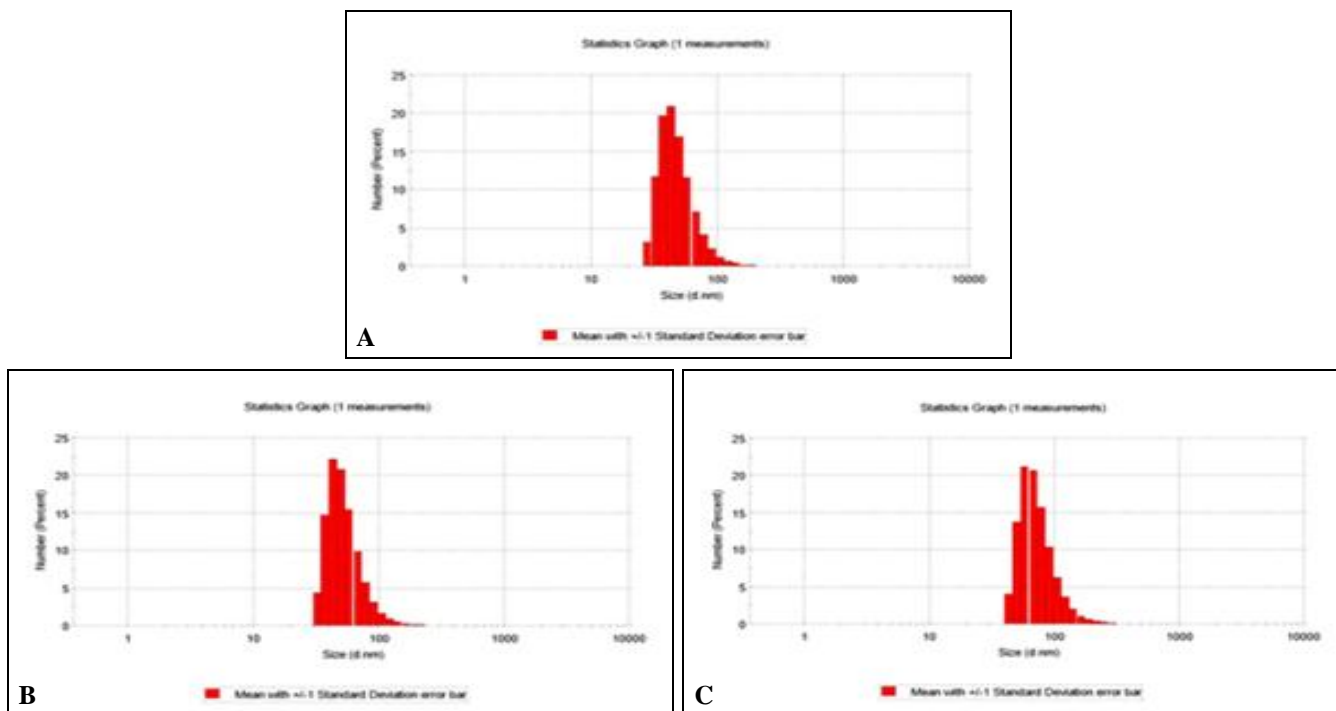 Statistics Graph (1 measurements)
Number (Percent)
25
20
15
10
5
0
1
10
100
1000
10000
Size (d.nm)
Mean with +/-1 Standard Deviation error bar
A
Statistics Graph (1 measurements)
Number (Percent)
25
20
15
10
5
0
1
10
100
1000
10000
Size (d.nm)
Mean with +/-1 Standard Deviation error bar
B
Statistics Graph (1 measurements)
Number (Percent)
25
20
15
10
5
0
1
10
100
1000
10000
Size (d.nm)
Mean with +/-1 Standard Deviation error bar
C